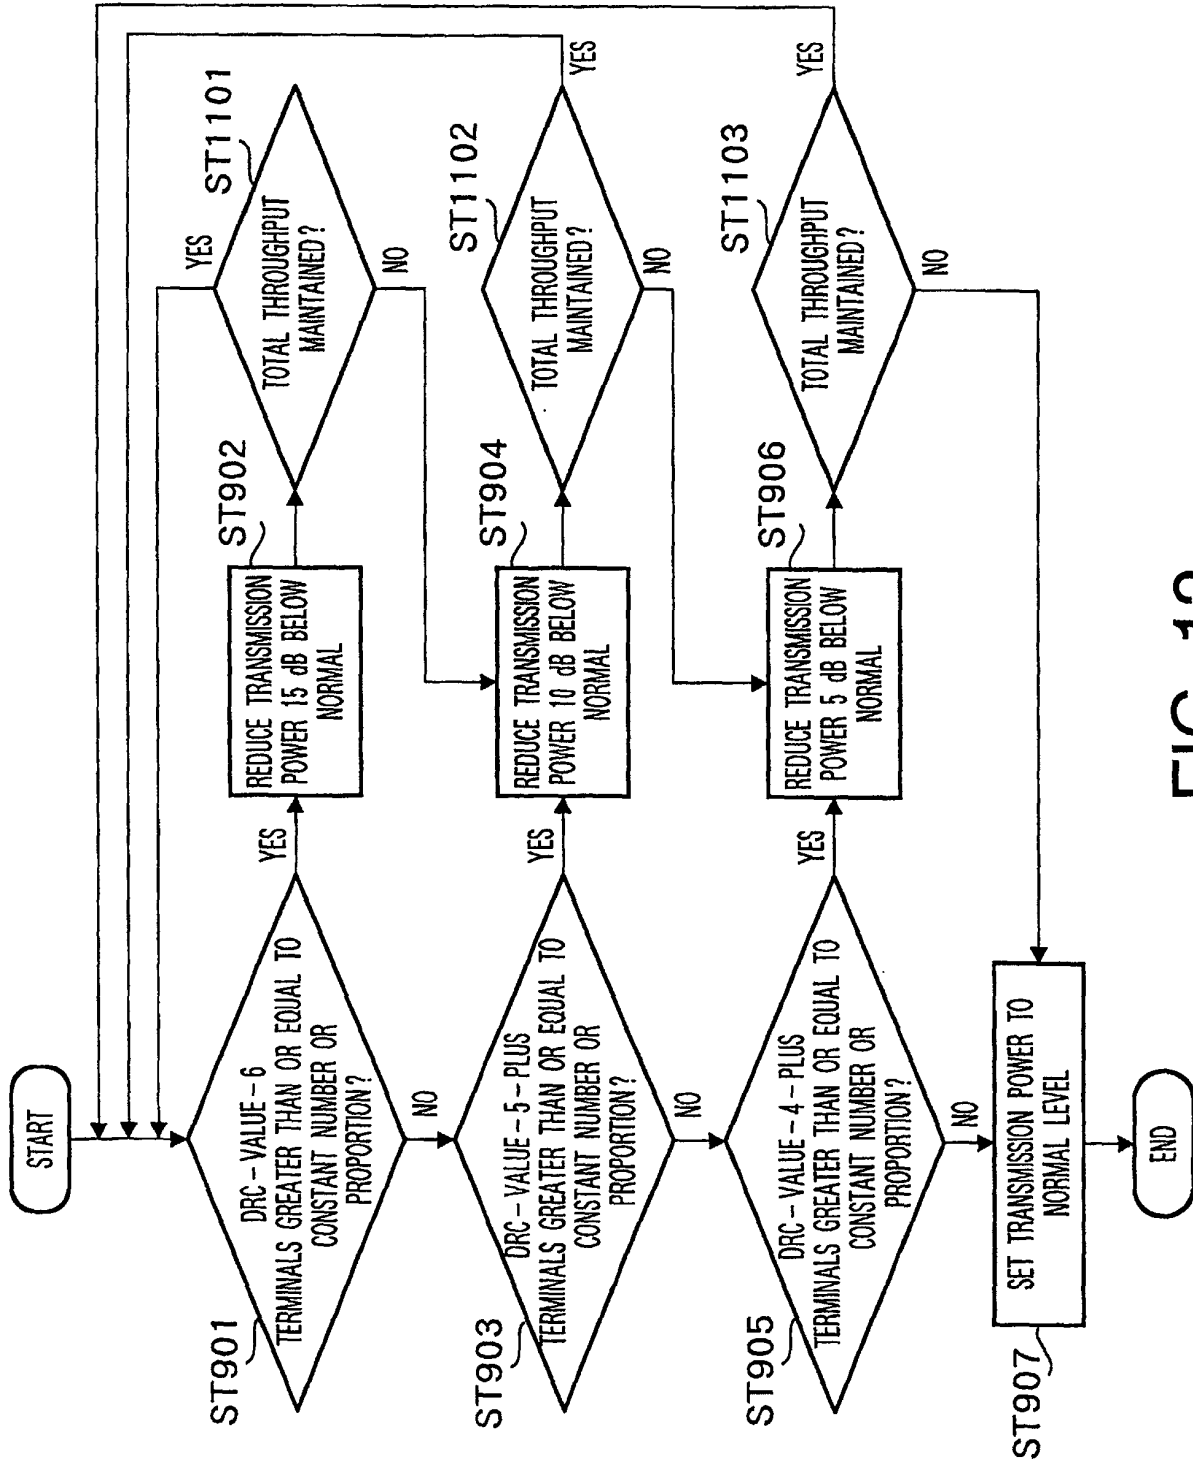 START
DRC-VALUE-6
TERMINALS GREATER THAN OR EQUAL TO
CONSTANT NUMBER OR
PROPORTION?
ST901
YES
NO
REDUCE TRANSMISSION
POWER 15 dB BELOW
NORMAL
ST902
TOTAL THROUGHPUT
MAINTAINED?
ST1101
YES
NO
DRC-VALUE-5-PLUS
TERMINALS GREATER THAN OR EQUAL TO
CONSTANT NUMBER OR
PROPORTION?
ST903
YES
NO
REDUCE TRANSMISSION
POWER 10 dB BELOW
NORMAL
ST904
TOTAL THROUGHPUT
MAINTAINED?
ST1102
YES
NO
DRC-VALUE-4-PLUS
TERMINALS GREATER THAN OR EQUAL TO
CONSTANT NUMBER OR
PROPORTION?
ST905
YES
NO
REDUCE TRANSMISSION
POWER 5 dB BELOW
NORMAL
ST906
TOTAL THROUGHPUT
MAINTAINED?
ST1103
YES
NO
SET TRANSMISSION POWER TO
NORMAL LEVEL
ST907
END
FIG.